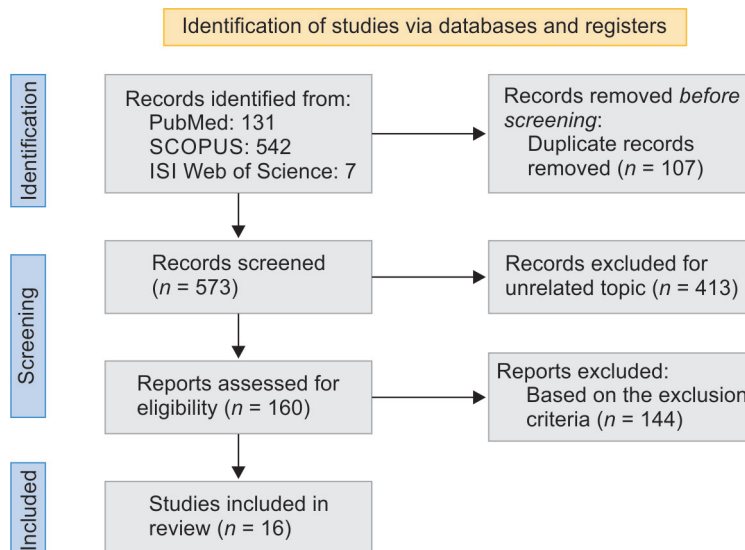 Identification of studies via databases and registers
Identification
Records identified from:
PubMed: 131
SCOPUS: 542
ISI Web of Science: 7
Records removed before
screening:
Duplicate records
removed (n = 107)
Screening
Records screened
(n = 573)
Records excluded for
unrelated topic (n = 413)
Reports assessed for
eligibility (n = 160)
Reports excluded:
Based on the exclusion
criteria (n = 144)
Included
Studies included in
review (n = 16)